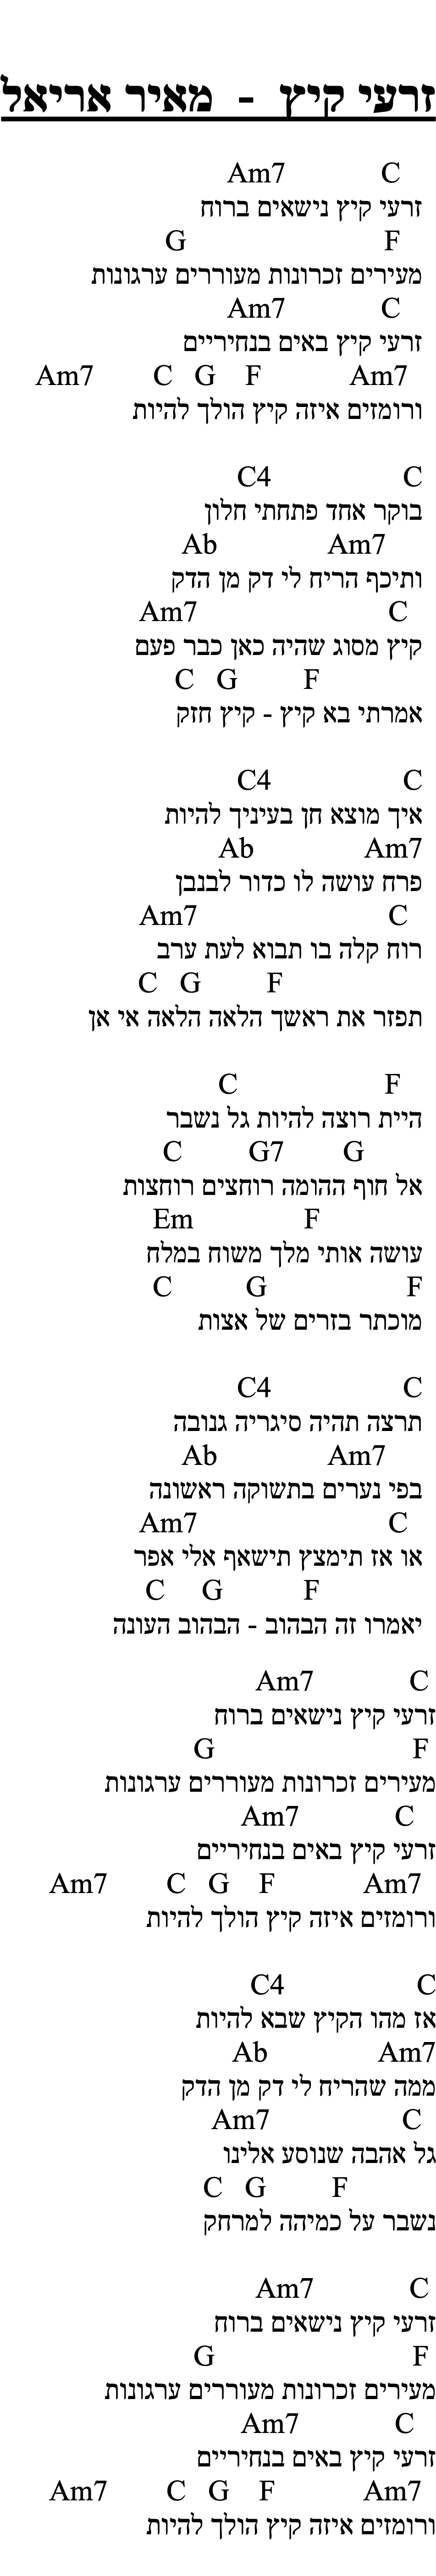 זרעי קיץ - מאיר אריאל
C Am7
זרעי קיץ נישאים ברוח
F G
מעירים זכרונות מעוררים ערגונות
C Am7
זרעי קיץ באים בנחיריים
Am7 F G C Am7
ורומזים איזה קיץ הולך להיות
C C4
בוקר אחד פתחתי חלון
Am7 Ab
ותיכף הריח לי דק מן הדק
C Am7
קיץ מסוג שהיה כאן כבר פעם
F G C
אמרתי בא קיץ - קיץ חזק
C C4
איך מוצא חן בעיניך להיות
Am7 Ab
פרח עושה לו כדור לבנבן
C Am7
רוח קלה בו תבוא לעת ערב
F G C
תפזר את ראשך הלאה הלאה אי אן
F C
היית רוצה להיות גל נשבר
G G7 C
אל חוף ההומה רוחצים רוחצות
F Em
עושה אותי מלך משוח במלח
F G C
מוכתר בזרים של אצות
C C4
תרצה תהיה סיגריה גנובה
Am7 Ab
בפי נערים בתשוקה ראשונה
C Am7
או אז תימצץ תישאף אלי אפר
F G C
יאמרו זה הבהוב - הבהוב העונה
C Am7
זרעי קיץ נישאים ברוח
F G
מעירים זכרונות מעוררים ערגונות
C Am7
זרעי קיץ באים בנחיריים
Am7 F G C Am7
ורומזים איזה קיץ הולך להיות
C C4
אז מהו הקיץ שבא להיות
Am7 Ab
ממה שהריח לי דק מן הדק
C Am7
גל אהבה שנוסע אלינו
F G C
נשבר על כמיהה למרחק
C Am7
זרעי קיץ נישאים ברוח
F G
מעירים זכרונות מעוררים ערגונות
C Am7
זרעי קיץ באים בנחיריים
Am7 F G C Am7
ורומזים איזה קיץ הולך להיות